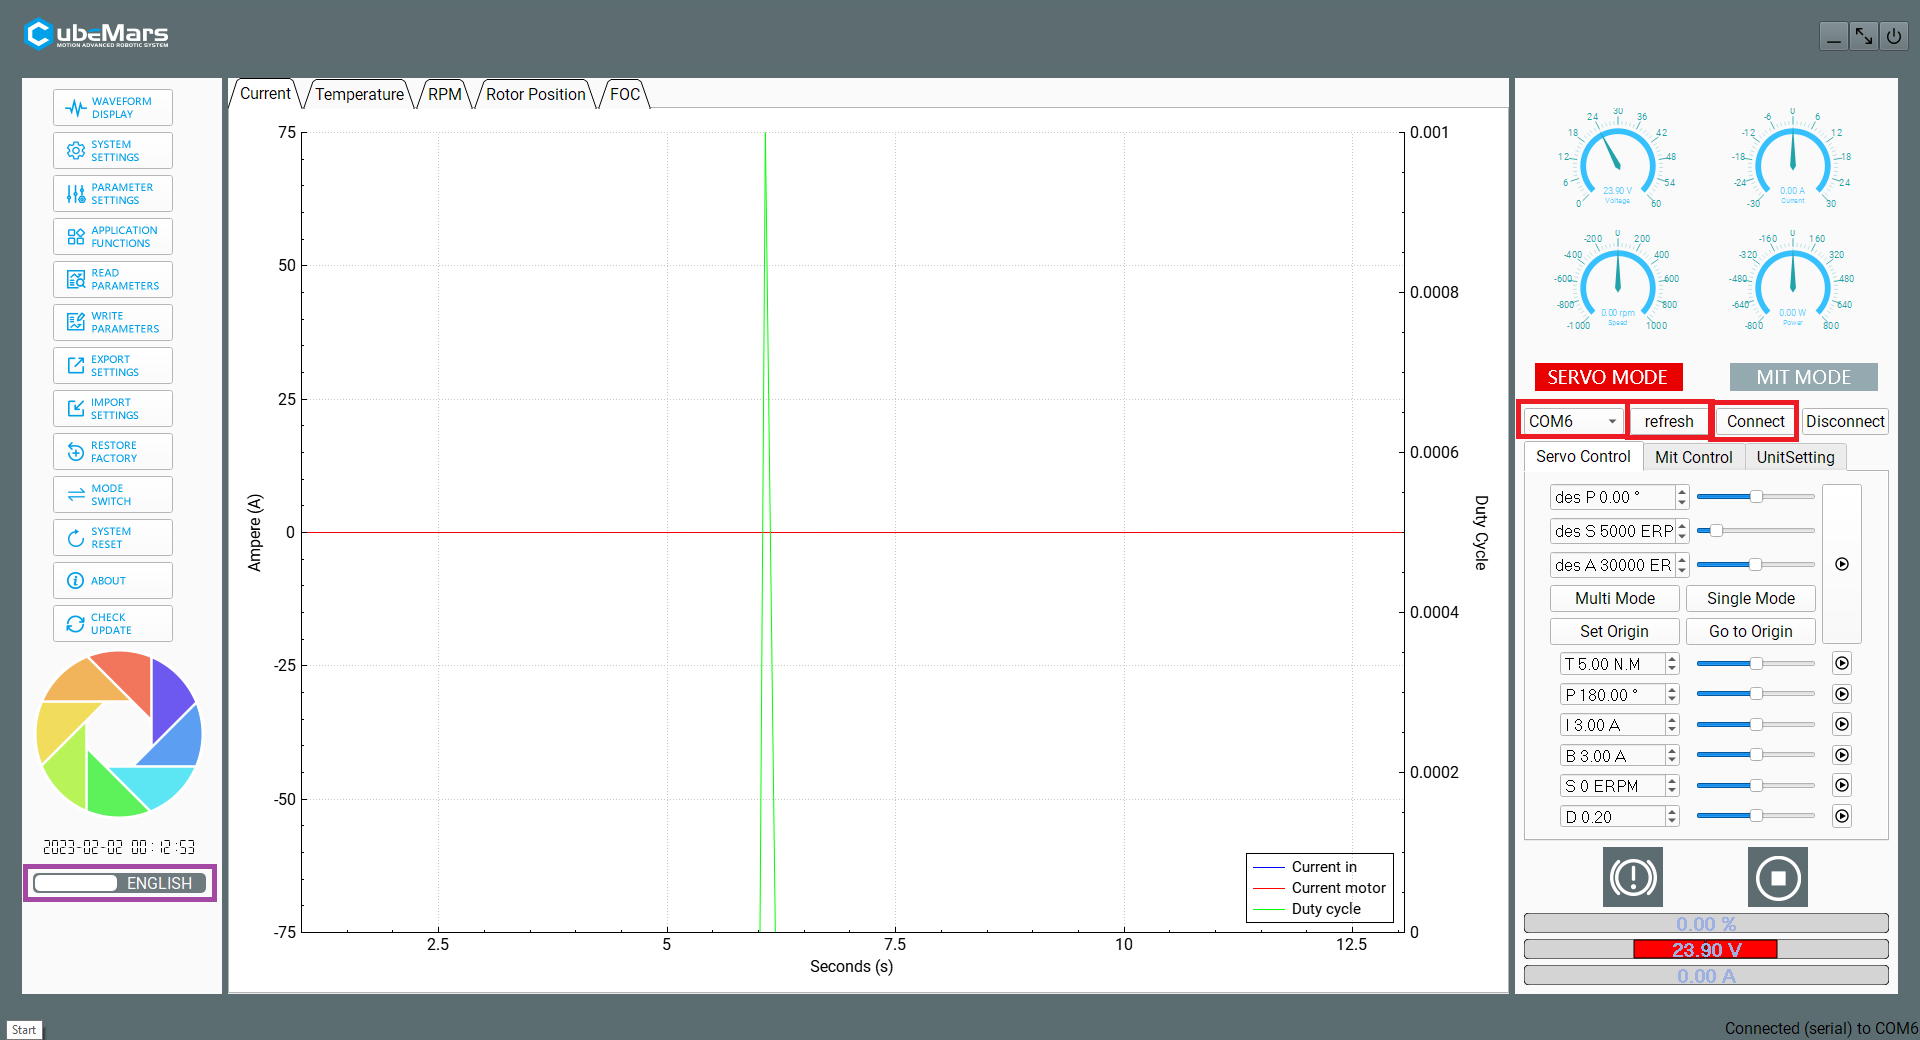 CubeMars
MOTION ADVANCED ROBOTIC SYSTEM
WAVEFORM
DISPLAY
SYSTEM
SETTINGS
PARAMETER
SETTINGS
APPLICATION
FUNCTIONS
READ
PARAMETERS
WRITE
PARAMETERS
EXPORT
SETTINGS
IMPORT
SETTINGS
RESTORE
FACTORY
MODE
SWITCH
SYSTEM
RESET
ABOUT
CHECK
UPDATE
2023-02-02 00:12:53
ENGLISH
Current Temperature RPM Rotor Position FOC
75
50
25
0
-25
-50
-75
Ampere (A)
2.5 5 7.5 10 12.5
Seconds (s)
0.001
0.0008
0.0006
0.0004
0.0002
0
Duty Cycle
Current in
Current motor
Duty cycle
0 6 12 18 24 30 36 42 48 54 60
23.90 V
Voltage
-30 -24 -18 -12 -6 0 6 12 18 24 30
0.00 A
Current
-1000 -800 -600 -400 -200 0 200 400 600 800 1000
0.00 rpm
Speed
-800 -640 -480 -320 -160 0 160 320 480 640 800
0.00 W
Power
SERVO MODE MIT MODE
COM6 refresh Connect Disconnect
Servo Control Mit Control UnitSetting
des P 0.00 °
des S 5000 ERP
des A 30000 ER
Multi Mode Single Mode
Set Origin Go to Origin
T 5.00 N.M
P 180.00 °
I 3.00 A
B 3.00 A
S 0 ERPM
D 0.20
0.00 %
23.90 V
0.00 A
Start
Connected (serial) to COM6